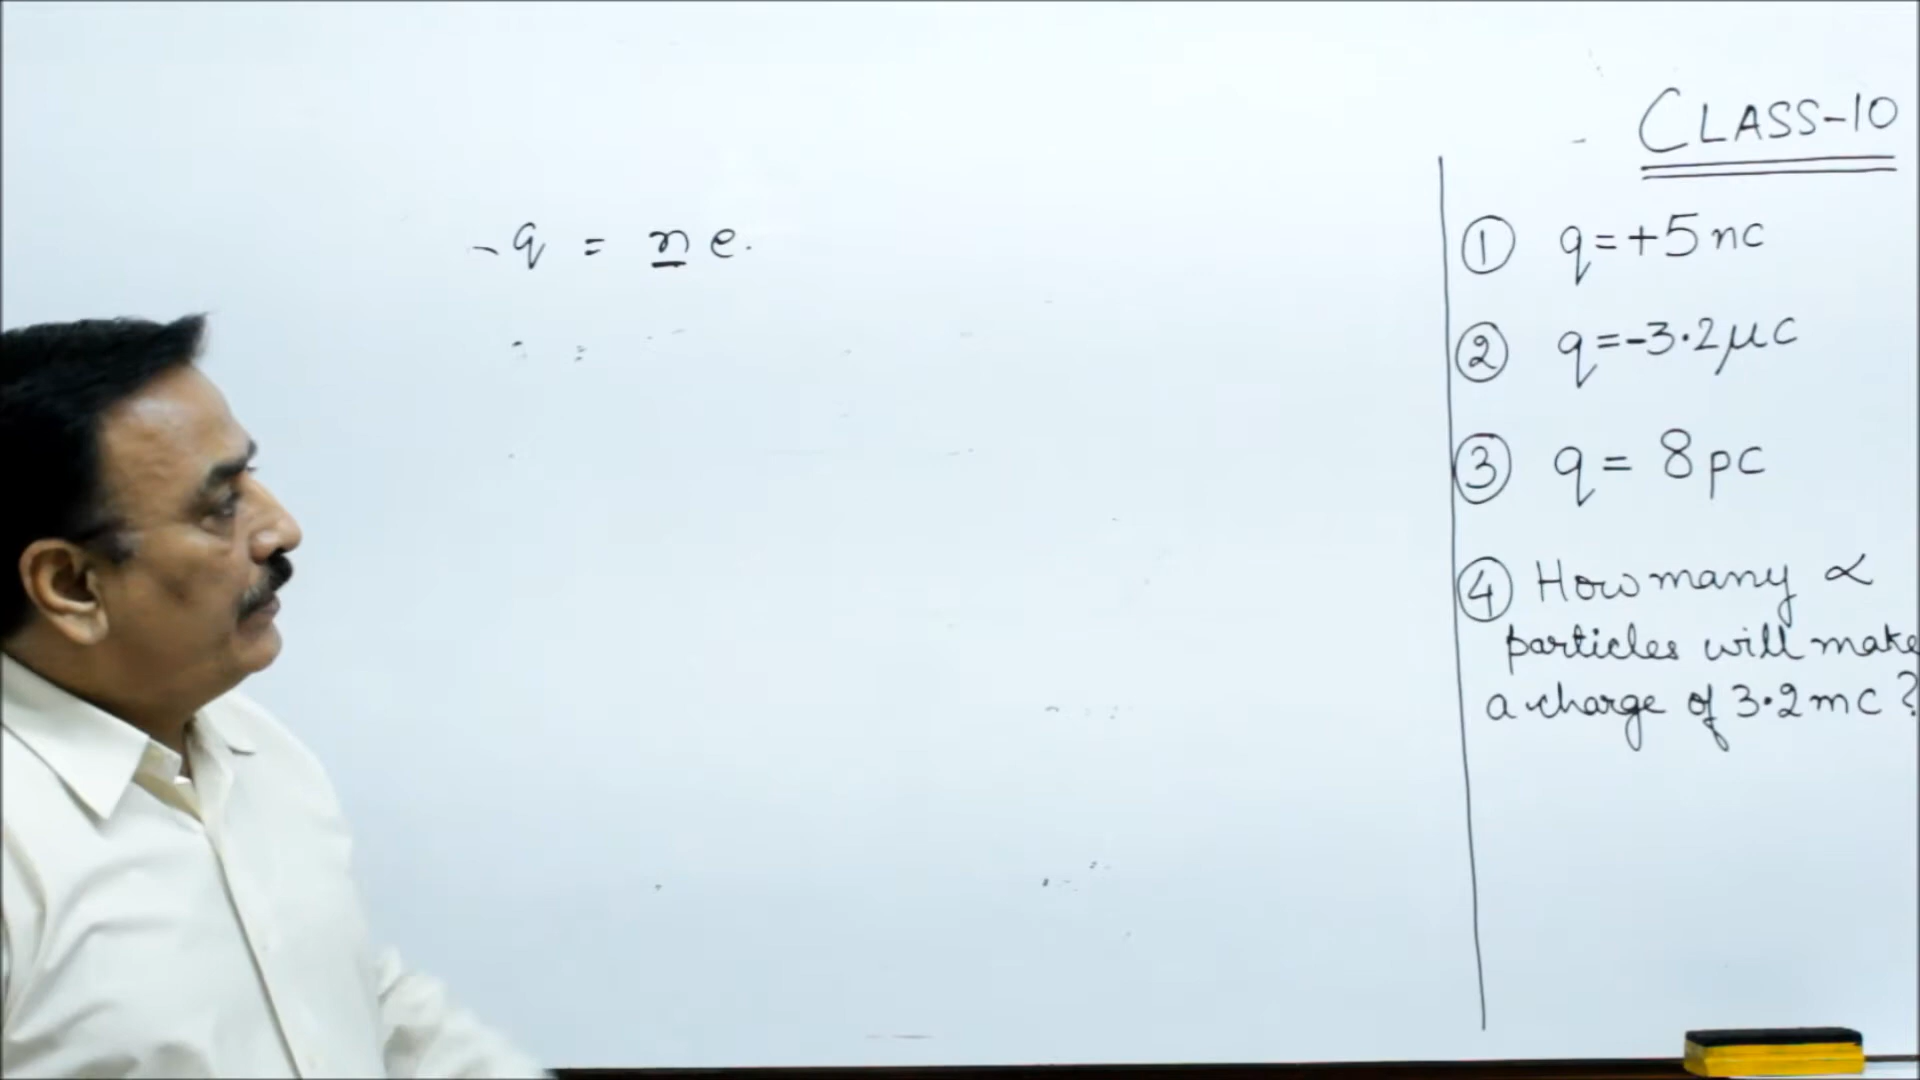 CLASS-10
- q = n e.
① q=+5nc
② q=-3.2μc
③ q= 8pc
④ How many ∝
particles will make
a charge of 3.2mc?